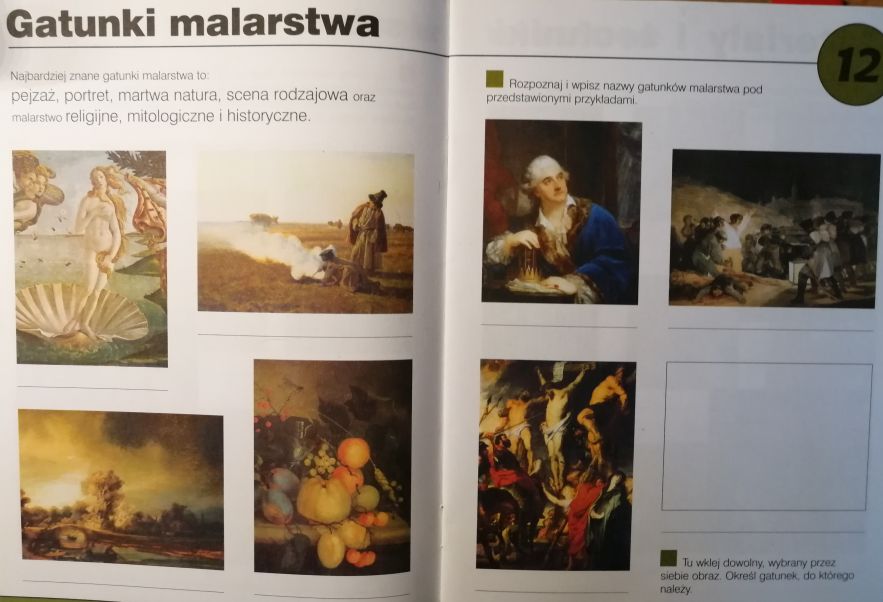 Gatunki malarstwa
Najbardziej znane gatunki malarstwa to:
pejzaż, portret, martwa natura, scena rodzajowa oraz
malarstwo religijne, mitologiczne i historyczne.
12
Rozpoznaj i wpisz nazwy gatunków malarstwa pod
przedstawionymi przykładami.
Tu wklej dowolny, wybrany przez
siebie obraz. Określ gatunek, do którego
należy.